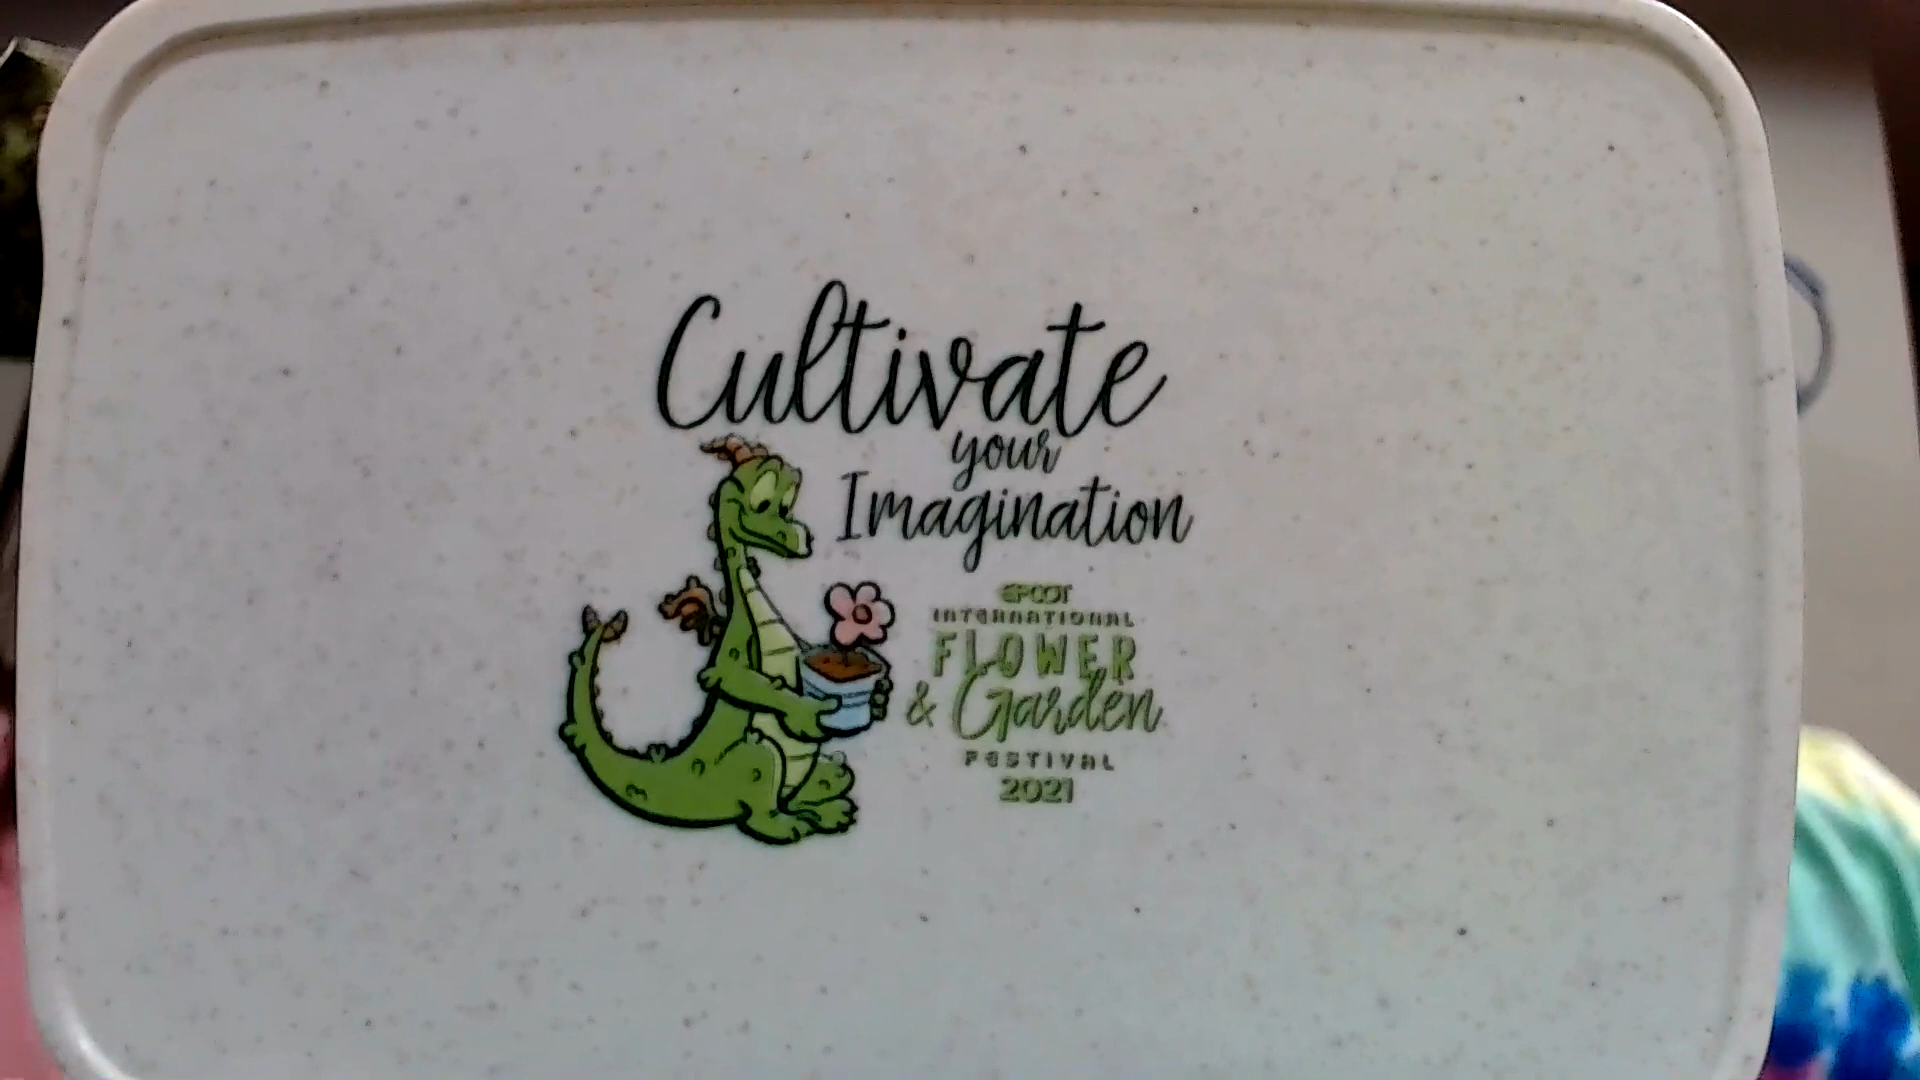 Cultivate
your
Imagination
EPCOT
INTERNATIONAL
FLOWER
& Garden
FESTIVAL
2021